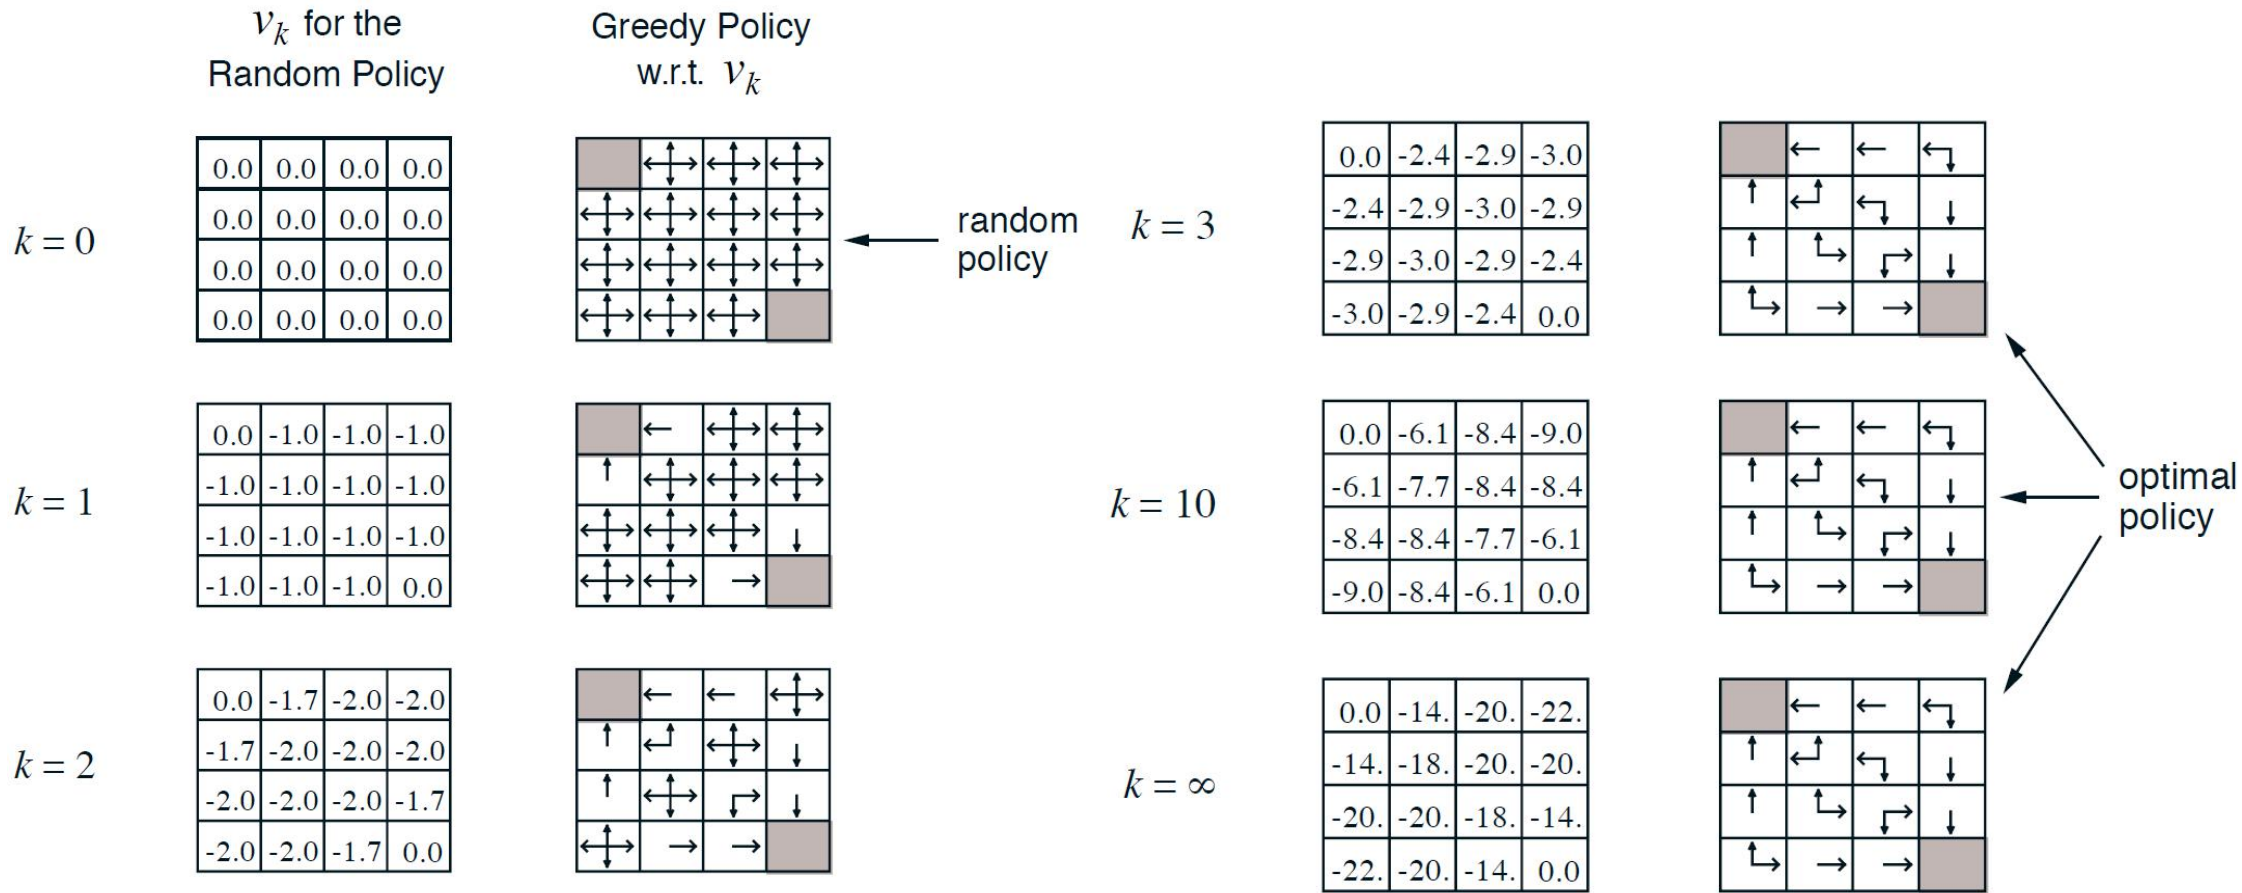 v_k for the
Random Policy
Greedy Policy
w.r.t. v_k
k = 0
0.0 0.0 0.0 0.0
0.0 0.0 0.0 0.0
0.0 0.0 0.0 0.0
0.0 0.0 0.0 0.0
random
policy
k = 1
0.0 -1.0 -1.0 -1.0
-1.0 -1.0 -1.0 -1.0
-1.0 -1.0 -1.0 -1.0
-1.0 -1.0 -1.0 0.0
k = 2
0.0 -1.7 -2.0 -2.0
-1.7 -2.0 -2.0 -2.0
-2.0 -2.0 -2.0 -1.7
-2.0 -2.0 -1.7 0.0
k = 3
0.0 -2.4 -2.9 -3.0
-2.4 -2.9 -3.0 -2.9
-2.9 -3.0 -2.9 -2.4
-3.0 -2.9 -2.4 0.0
k = 10
0.0 -6.1 -8.4 -9.0
-6.1 -7.7 -8.4 -8.4
-8.4 -8.4 -7.7 -6.1
-9.0 -8.4 -6.1 0.0
optimal
policy
k = ∞
0.0 -14. -20. -22.
-14. -18. -20. -20.
-20. -20. -18. -14.
-22. -20. -14. 0.0